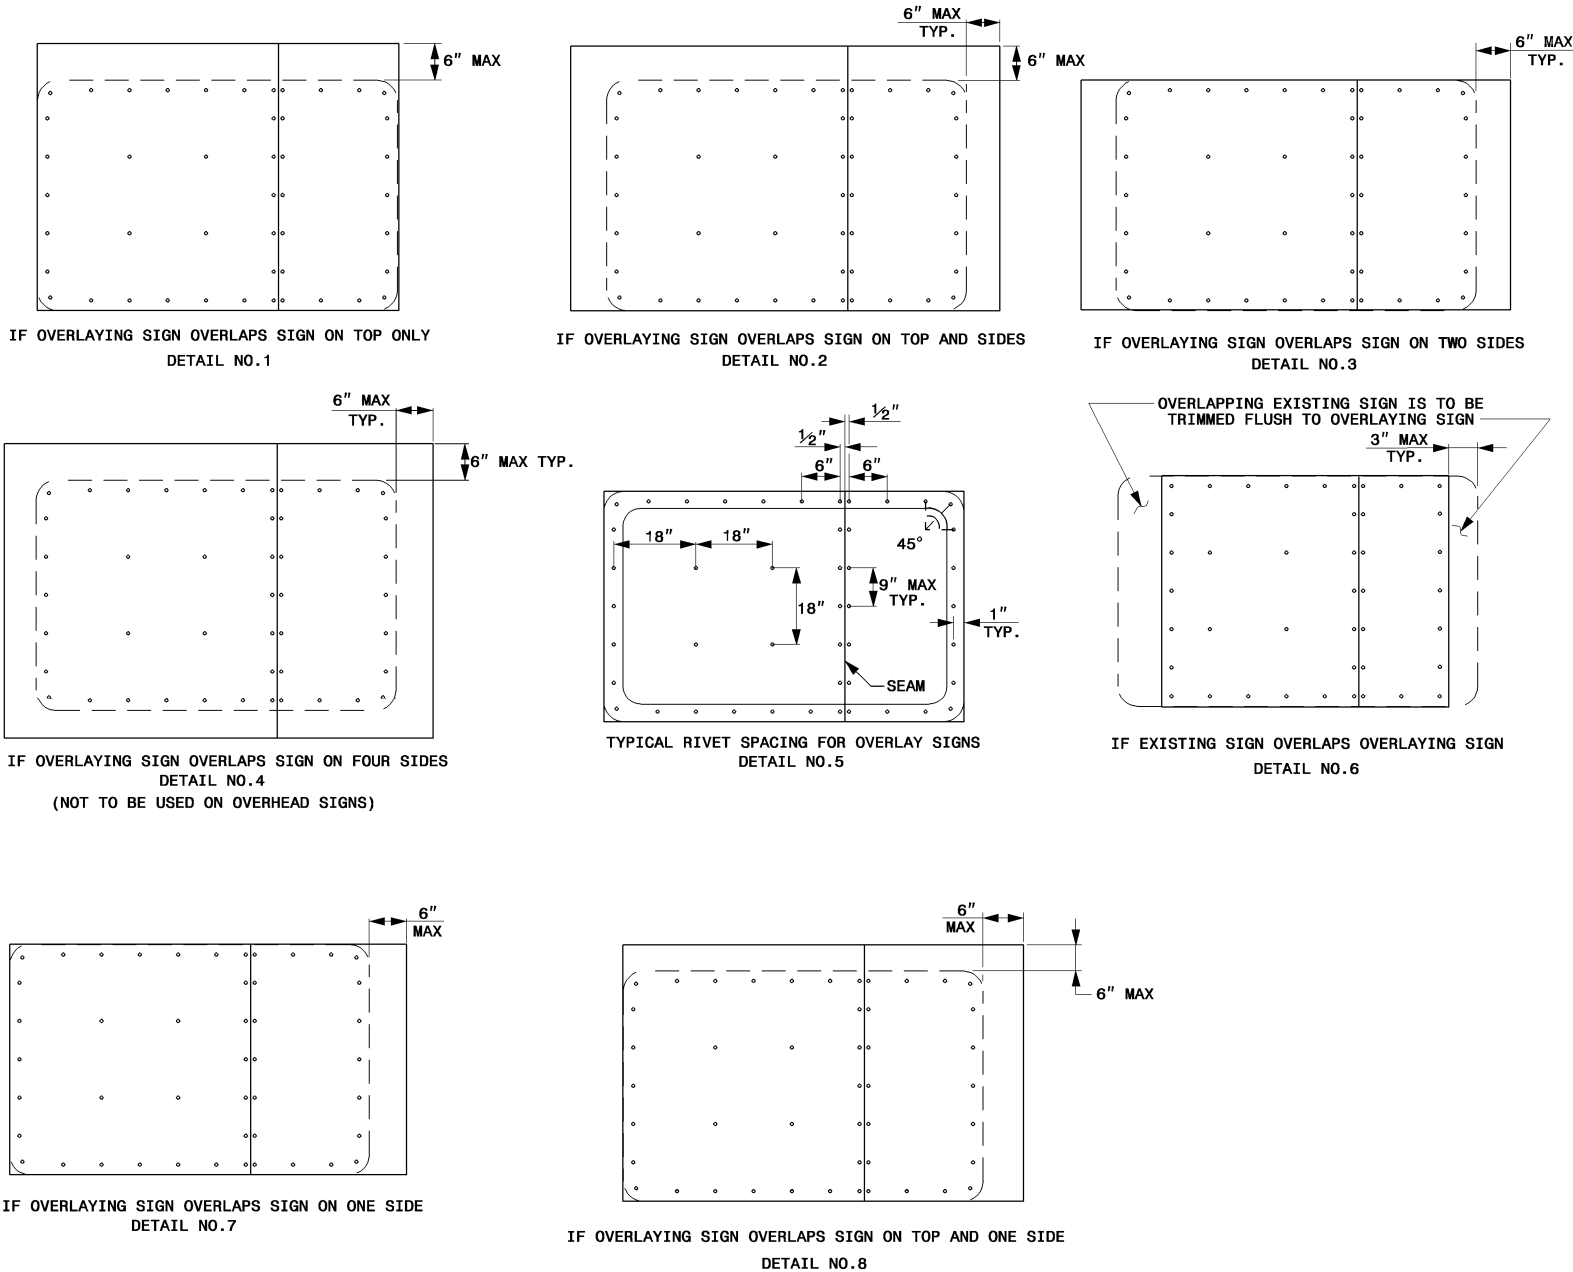 6" MAX
6" MAX
TYP.
6" MAX
6" MAX
TYP.
IF OVERLAYING SIGN OVERLAPS SIGN ON TOP ONLY
DETAIL NO.1
IF OVERLAYING SIGN OVERLAPS SIGN ON TOP AND SIDES
DETAIL NO.2
IF OVERLAYING SIGN OVERLAPS SIGN ON TWO SIDES
DETAIL NO.3
6" MAX
TYP.
6" MAX TYP.
IF OVERLAYING SIGN OVERLAPS SIGN ON FOUR SIDES
DETAIL NO.4
(NOT TO BE USED ON OVERHEAD SIGNS)
½"
½"
6"
6"
45°
18"
18"
18"
9" MAX
TYP.
1"
TYP.
SEAM
TYPICAL RIVET SPACING FOR OVERLAY SIGNS
DETAIL NO.5
OVERLAPPING EXISTING SIGN IS TO BE
TRIMMED FLUSH TO OVERLAYING SIGN
3" MAX
TYP.
IF EXISTING SIGN OVERLAPS OVERLAYING SIGN
DETAIL NO.6
6"
MAX
IF OVERLAYING SIGN OVERLAPS SIGN ON ONE SIDE
DETAIL NO.7
6"
MAX
6" MAX
IF OVERLAYING SIGN OVERLAPS SIGN ON TOP AND ONE SIDE
DETAIL NO.8